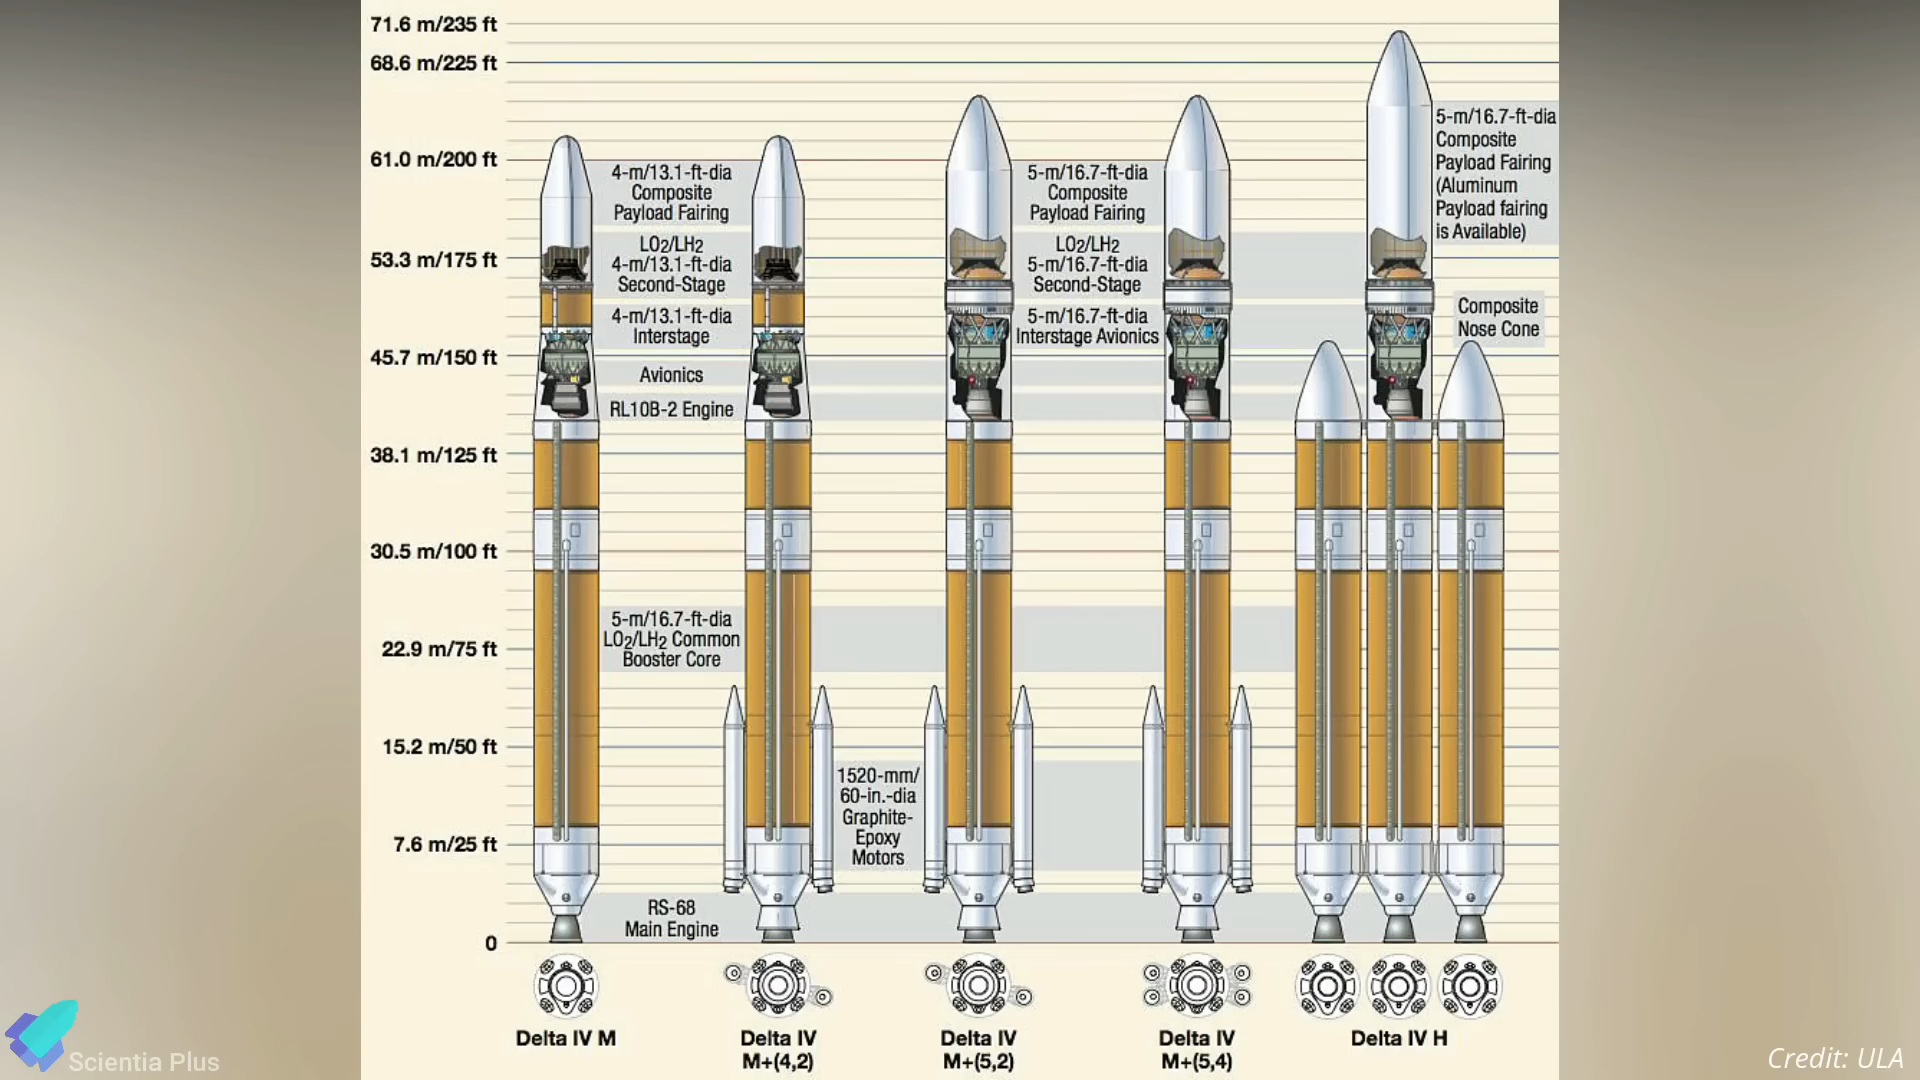 71.6 m/235 ft
68.6 m/225 ft
61.0 m/200 ft
53.3 m/175 ft
45.7 m/150 ft
38.1 m/125 ft
30.5 m/100 ft
22.9 m/75 ft
15.2 m/50 ft
7.6 m/25 ft
0
4-m/13.1-ft-dia
Composite
Payload Fairing
LO2/LH2
4-m/13.1-ft-dia
Second-Stage
4-m/13.1-ft-dia
Interstage
Avionics
RL10B-2 Engine
5-m/16.7-ft-dia
LO2/LH2 Common
Booster Core
RS-68
Main Engine
1520-mm/
60-in.-dia
Graphite-
Epoxy
Motors
5-m/16.7-ft-dia
Composite
Payload Fairing
LO2/LH2
5-m/16.7-ft-dia
Second-Stage
5-m/16.7-ft-dia
Interstage Avionics
5-m/16.7-ft-dia
Composite
Payload Fairing
(Aluminum
Payload fairing
is Available)
Composite
Nose Cone
Delta IV M
Delta IV
M+(4,2)
Delta IV
M+(5,2)
Delta IV
M+(5,4)
Delta IV H
Scientia Plus
Credit: ULA